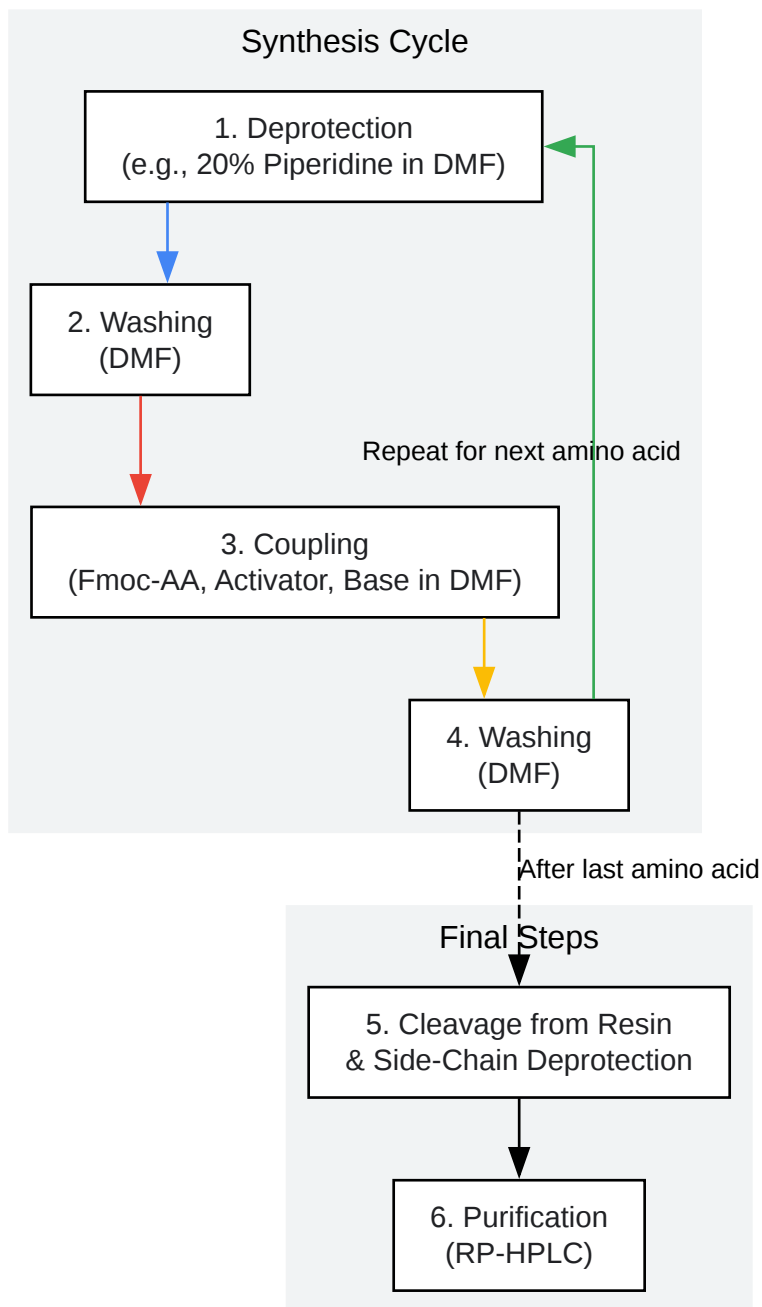 Synthesis Cycle
1. Deprotection
(e.g., 20% Piperidine in DMF)
2. Washing
(DMF)
Repeat for next amino acid
3. Coupling
(Fmoc-AA, Activator, Base in DMF)
4. Washing
(DMF)
After last amino acid
Final Steps
5. Cleavage from Resin
& Side-Chain Deprotection
6. Purification
(RP-HPLC)